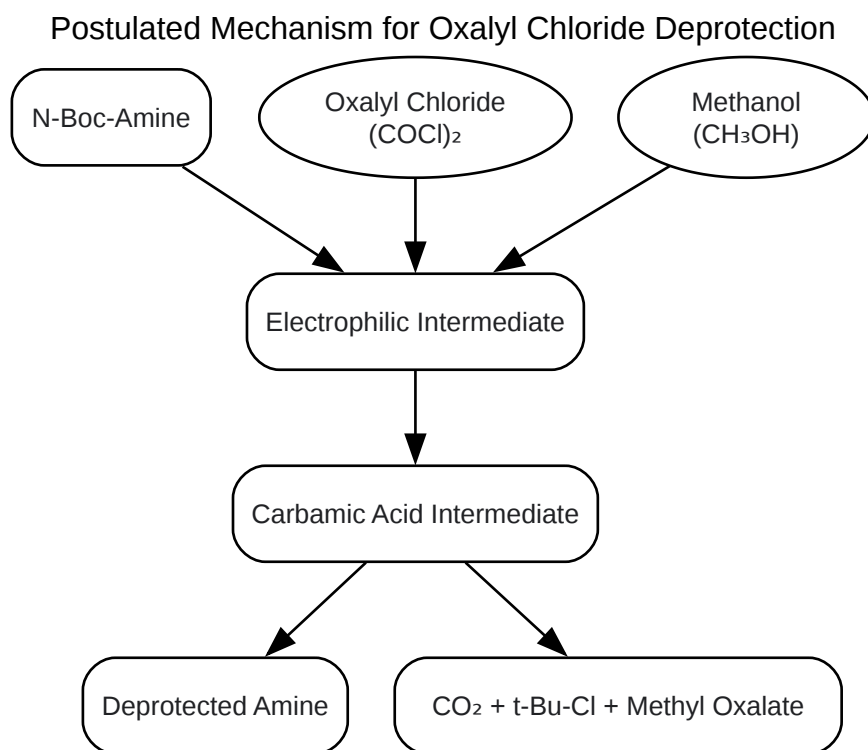 Postulated Mechanism for Oxalyl Chloride Deprotection
N-Boc-Amine
Oxalyl Chloride
(COCl)₂
Methanol
(CH₃OH)
Electrophilic Intermediate
Carbamic Acid Intermediate
Deprotected Amine
CO₂ + t-Bu-Cl + Methyl Oxalate